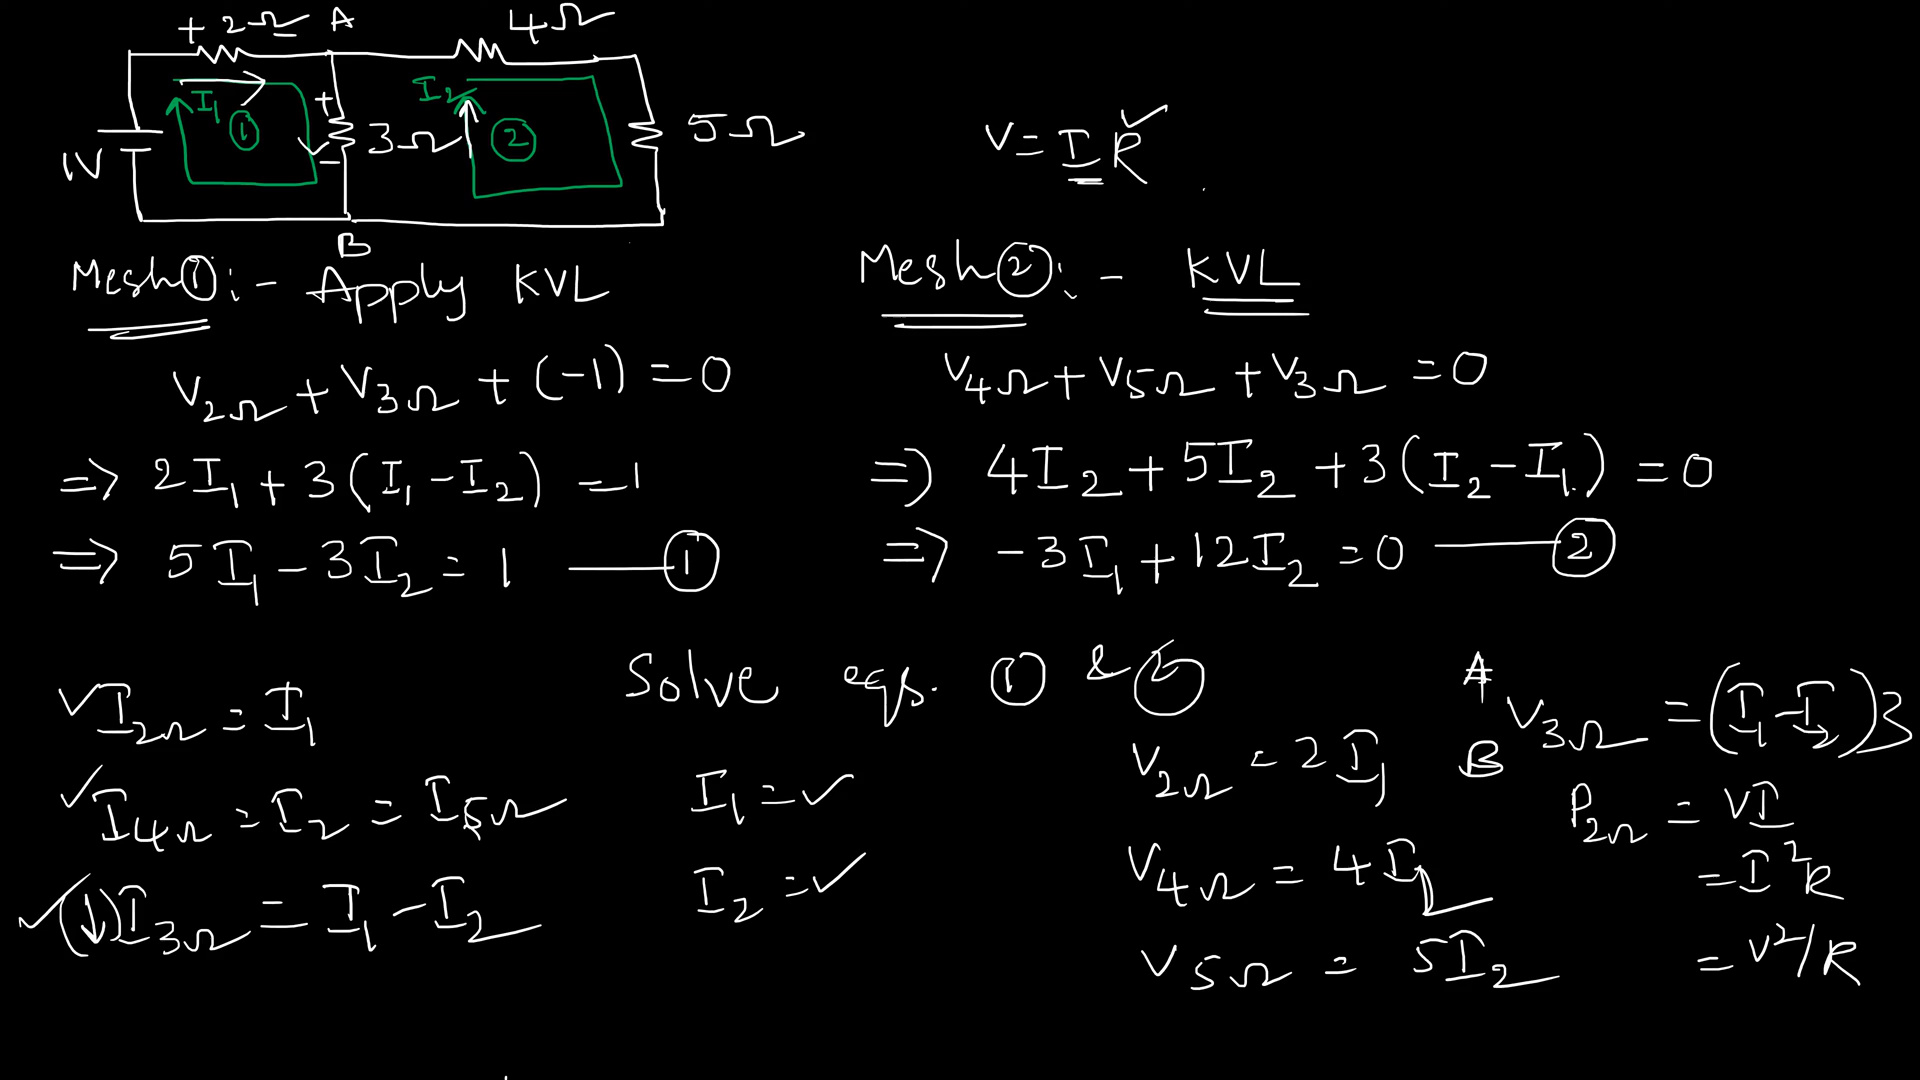 + 2Ω A 4Ω
I₁ ① + I₂ ②
1V 3Ω 5Ω
-
B
V = I R ✓
Mesh ① :- Apply KVL
V₂Ω + V₃Ω + (-1) = 0
=> 2I₁ + 3(I₁ - I₂) = 1
=> 5I₁ - 3I₂ = 1 —— ①
Mesh ② :- KVL
V₄Ω + V₅Ω + V₃Ω = 0
=> 4I₂ + 5I₂ + 3(I₂ - I₁) = 0
=> -3I₁ + 12I₂ = 0 —— ②
Solve eqs. ① & ②
✓ I₂Ω = I₁
✓ I₄Ω = I₂ = I₅Ω
✓ (↓) I₃Ω = I₁ - I₂
I₁ = ✓
I₂ = ✓
V₂Ω = 2I₁
V₄Ω = 4I₂
V₅Ω = 5I₂
A
B
V₃Ω = (I₁ - I₂)3
P₂Ω = VI
= I²R
= V²/R